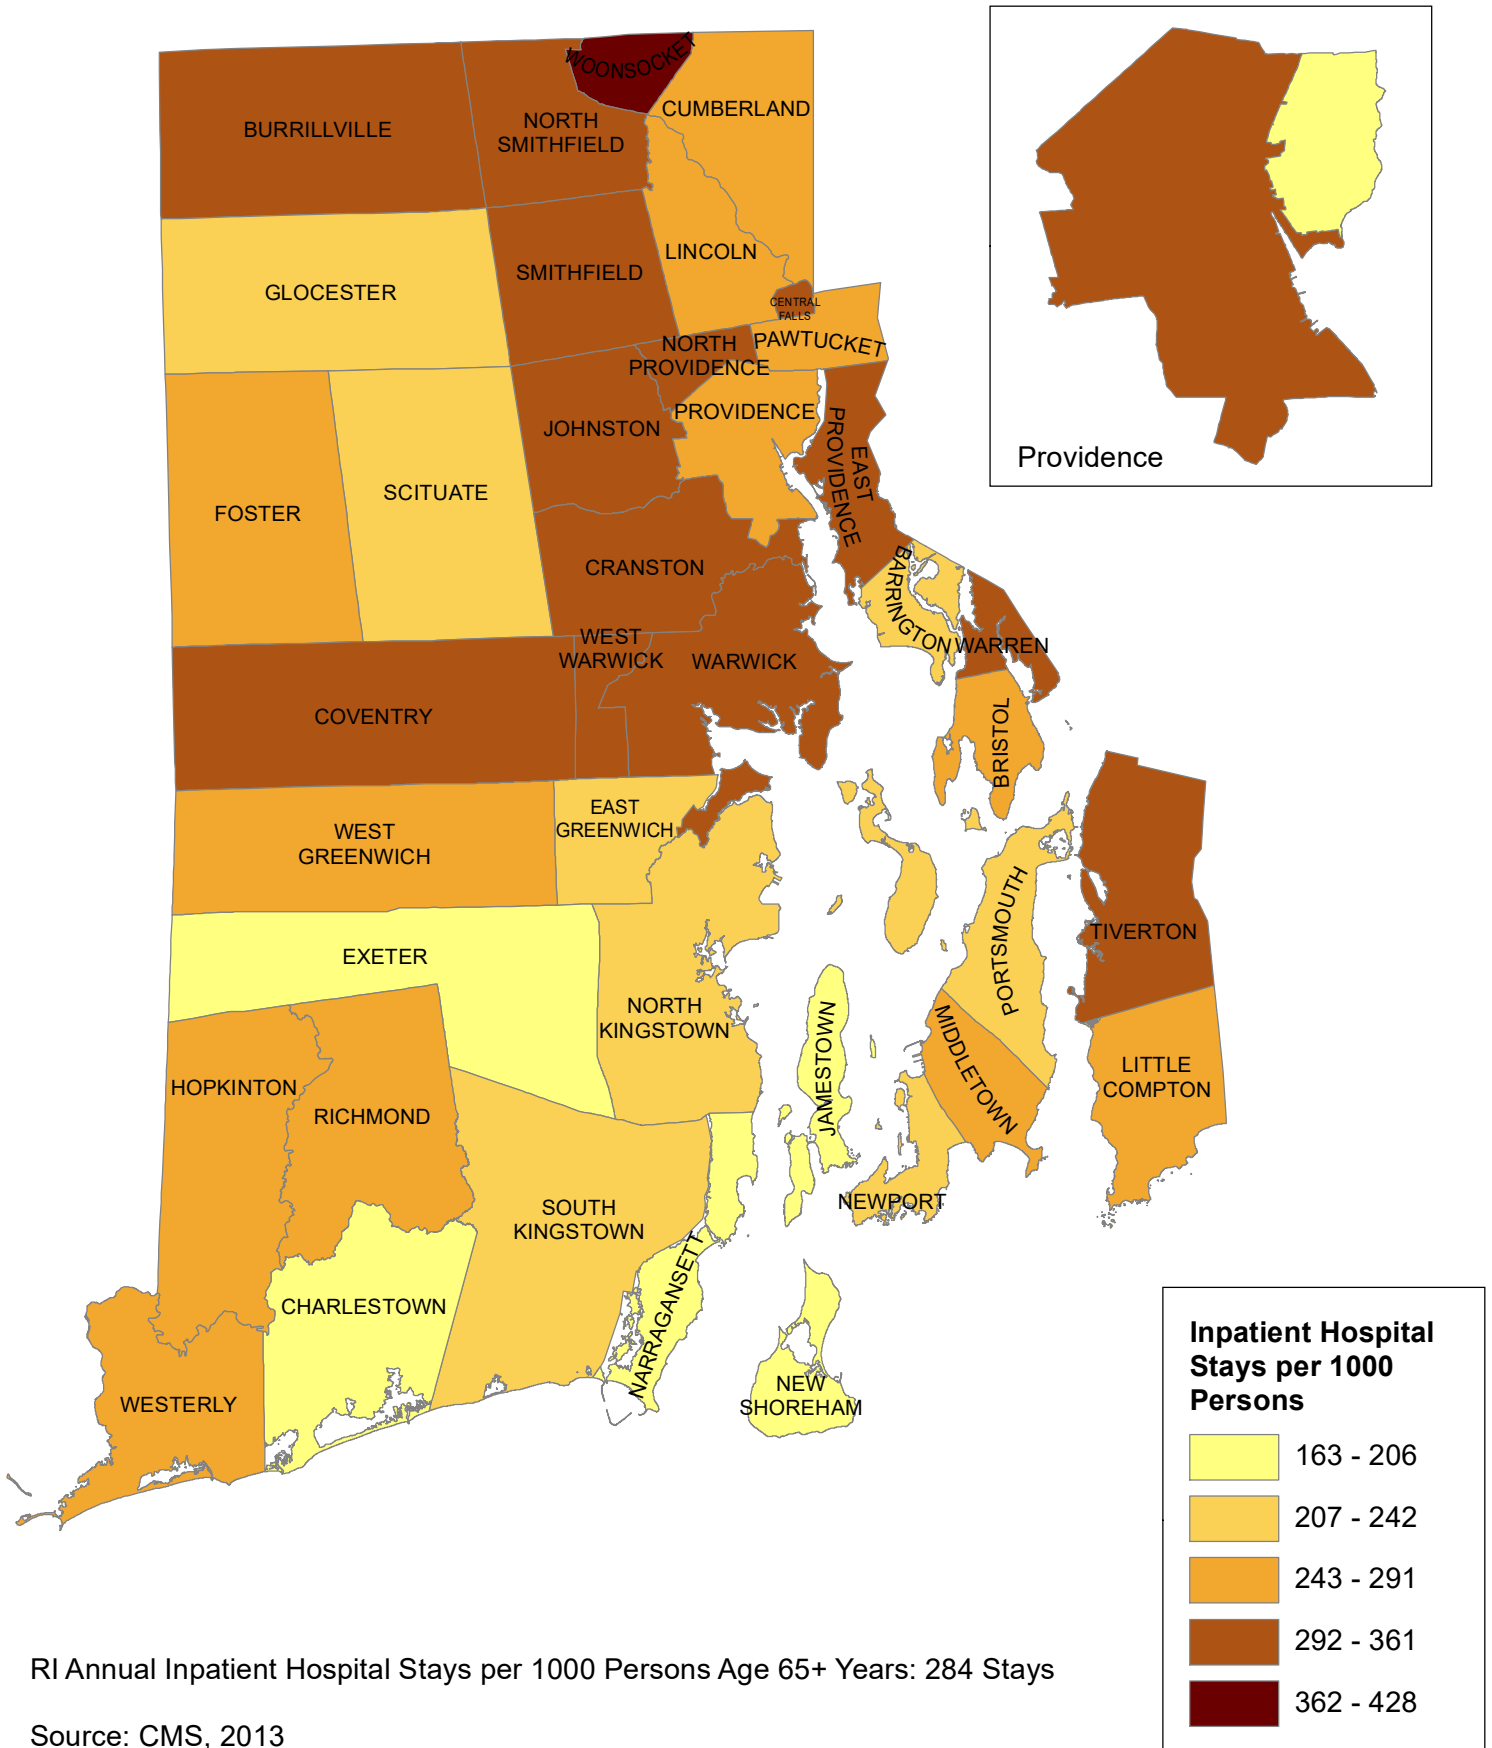 WOONSOCKET
CUMBERLAND
BURRILLVILLE
NORTH
SMITHFIELD
LINCOLN
SMITHFIELD
GLOCESTER
CENTRAL
FALLS
PAWTUCKET
NORTH
PROVIDENCE
PROVIDENCE
JOHNSTON
EAST
PROVIDENCE
Providence
SCITUATE
FOSTER
CRANSTON
BARRINGTON
WARREN
WEST
WARWICK
WARWICK
COVENTRY
BRISTOL
EAST
GREENWICH
WEST
GREENWICH
PORTSMOUTH
TIVERTON
EXETER
NORTH
KINGSTOWN
JAMESTOWN
MIDDLETOWN
LITTLE
COMPTON
HOPKINTON
RICHMOND
NEWPORT
SOUTH
KINGSTOWN
NARRAGANSETT
CHARLESTOWN
NEW
SHOREHAM
WESTERLY
Inpatient Hospital
Stays per 1000
Persons
163 - 206
207 - 242
243 - 291
292 - 361
362 - 428
RI Annual Inpatient Hospital Stays per 1000 Persons Age 65+ Years: 284 Stays
Source: CMS, 2013